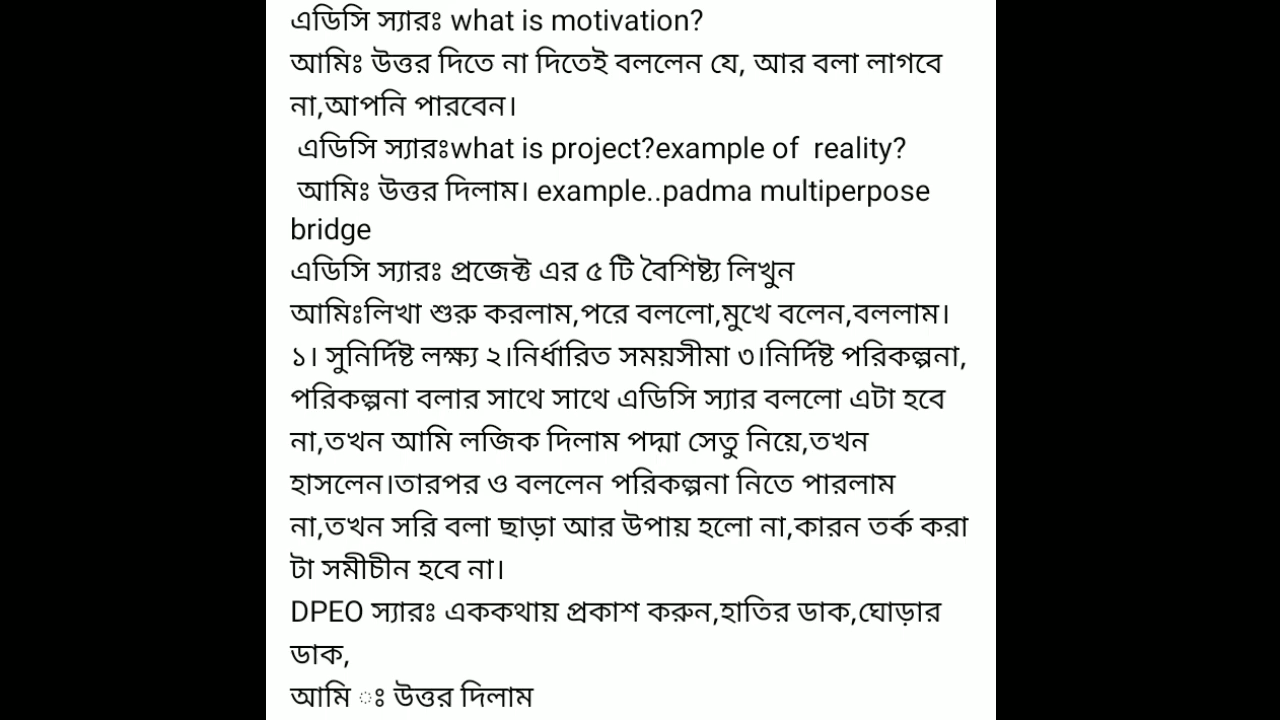 এডিসি স্যারঃ what is motivation?
আমিঃ উত্তর দিতে না দিতেই বললেন যে, আর বলা লাগবে
না,আপনি পারবেন।
এডিসি স্যারঃwhat is project?example of  reality?
আমিঃ উত্তর দিলাম। example..padma multiperpose
bridge
এডিসি স্যারঃ প্রজেক্ট এর ৫ টি বৈশিষ্ট্য লিখুন
আমিঃলিখা শুরু করলাম,পরে বললো,মুখে বলেন,বললাম।
১। সুনির্দিষ্ট লক্ষ্য ২।নির্ধারিত সময়সীমা ৩।নির্দিষ্ট পরিকল্পনা,
পরিকল্পনা বলার সাথে সাথে এডিসি স্যার বললো এটা হবে
না,তখন আমি লজিক দিলাম পদ্মা সেতু নিয়ে,তখন
হাসলেন।তারপর ও বললেন পরিকল্পনা নিতে পারলাম
না,তখন সরি বলা ছাড়া আর উপায় হলো না,কারন তর্ক করা
টা সমীচীন হবে না।
DPEO স্যারঃ এককথায় প্রকাশ করুন,হাতির ডাক,ঘোড়ার
ডাক,
আমি ঃ উত্তর দিলাম